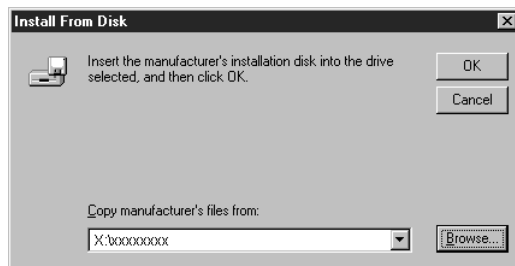 Install From Disk
Insert the manufacturer's installation disk into the drive
selected, and then click OK.
OK
Cancel
Copy manufacturer's files from:
X:\xxxxxxxx
Browse...